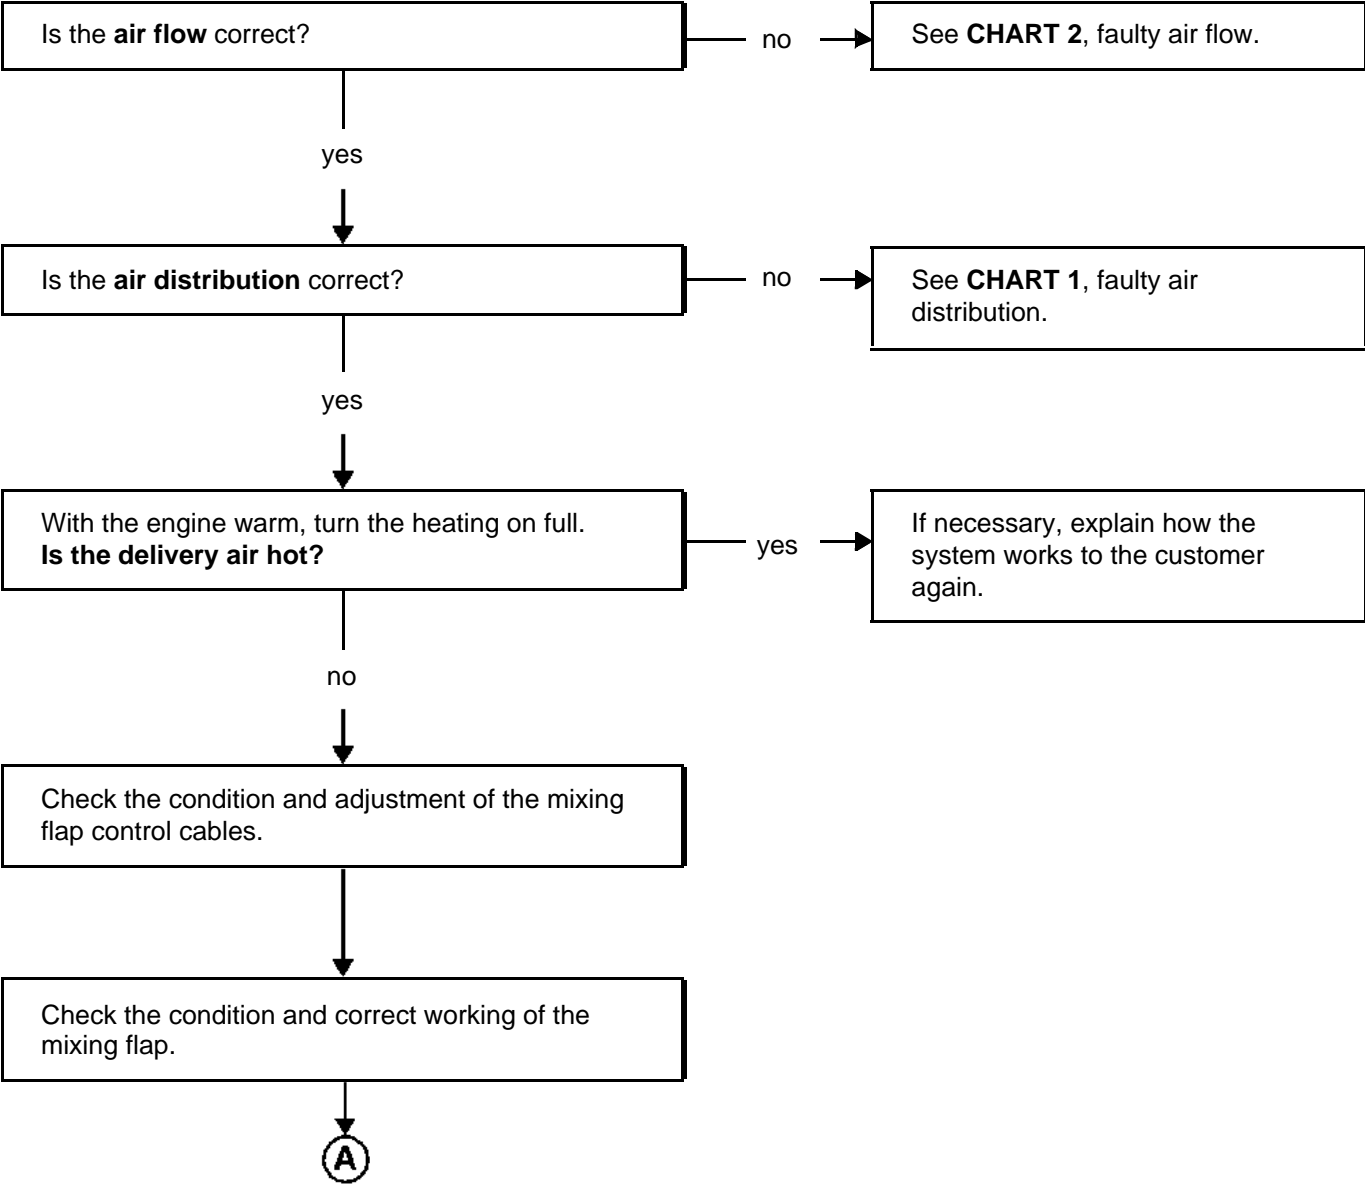 Is the air flow correct?
no
See CHART 2, faulty air flow.
yes
Is the air distribution correct?
no
See CHART 1, faulty air
distribution.
yes
With the engine warm, turn the heating on full.
Is the delivery air hot?
yes
If necessary, explain how the
system works to the customer
again.
no
Check the condition and adjustment of the mixing
flap control cables.
Check the condition and correct working of the
mixing flap.
A